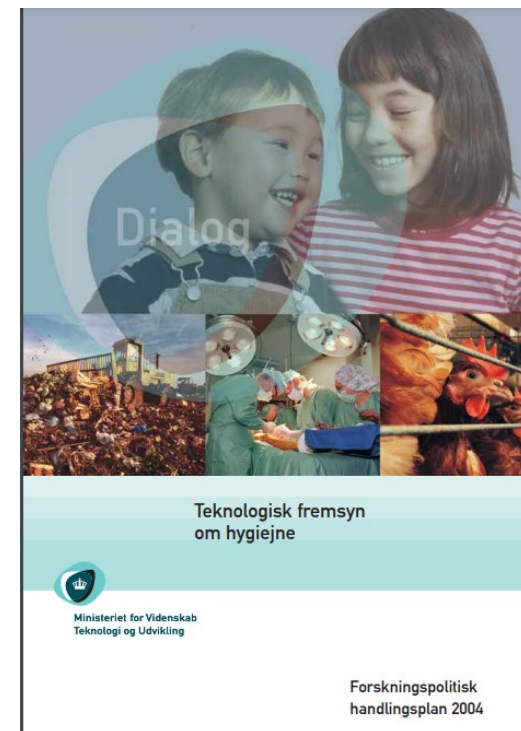 Dialog
Teknologisk fremsyn
om hygiejne
Ministeriet for Videnskab
Teknologi og Udvikling
Forskningspolitisk
handlingsplan 2004